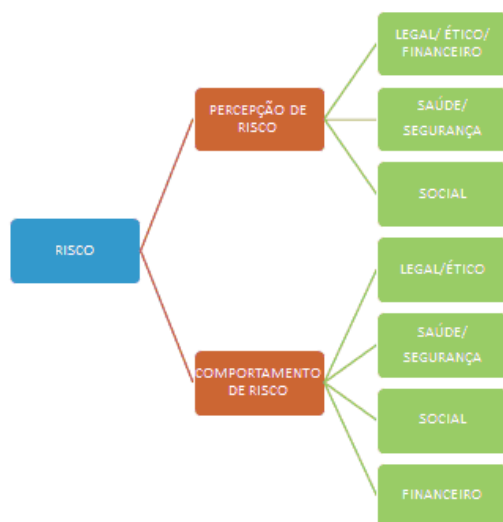 LEGAL/ ÉTICO/
FINANCEIRO
PERCEPÇÃO DE
RISCO
SAÚDE/
SEGURANÇA
SOCIAL
RISCO
LEGAL/ÉTICO
SAÚDE/
SEGURANÇA
COMPORTAMENTO
DE RISCO
SOCIAL
FINANCEIRO